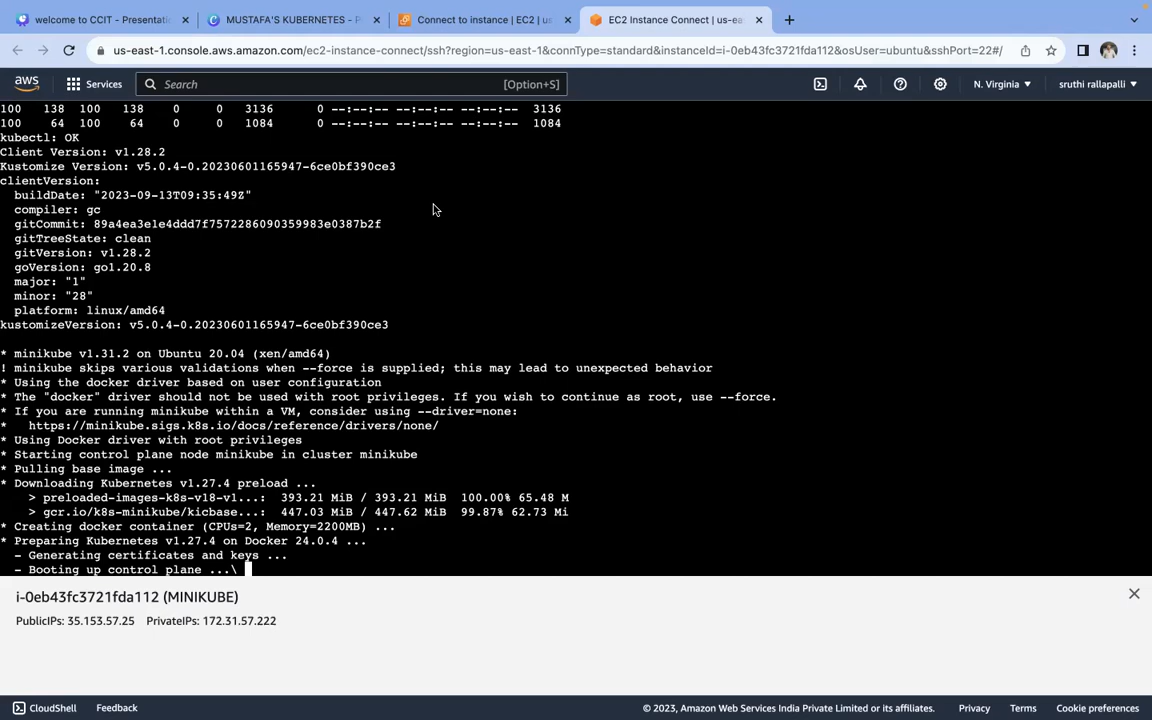 welcome to CCIT - Presentati
MUSTAFA'S KUBERNETES - P
Connect to instance | EC2 | us
EC2 Instance Connect | us-ea
us-east-1.console.aws.amazon.com/ec2-instance-connect/ssh?region=us-east-1&connType=standard&instanceId=i-0eb43fc3721fda112&osUser=ubuntu&sshPort=22#/
aws Services Search [Option+S] N. Virginia sruthi rallapalli
100 138 100 138 0 0 3136 0 --:--:-- --:--:-- --:--:-- 3136
100 64 100 64 0 0 1084 0 --:--:-- --:--:-- --:--:-- 1084
kubectl: OK
Client Version: v1.28.2
Kustomize Version: v5.0.4-0.20230601165947-6ce0bf390ce3
clientVersion:
buildDate: "2023-09-13T09:35:49Z"
compiler: gc
gitCommit: 89a4ea3e1e4ddd7f7572286090359983e0387b2f
gitTreeState: clean
gitVersion: v1.28.2
goVersion: go1.20.8
major: "1"
minor: "28"
platform: linux/amd64
kustomizeVersion: v5.0.4-0.20230601165947-6ce0bf390ce3
* minikube v1.31.2 on Ubuntu 20.04 (xen/amd64)
! minikube skips various validations when --force is supplied; this may lead to unexpected behavior
* Using the docker driver based on user configuration
* The "docker" driver should not be used with root privileges. If you wish to continue as root, use --force.
* If you are running minikube within a VM, consider using --driver=none:
* https://minikube.sigs.k8s.io/docs/reference/drivers/none/
* Using Docker driver with root privileges
* Starting control plane node minikube in cluster minikube
* Pulling base image ...
* Downloading Kubernetes v1.27.4 preload ...
> preloaded-images-k8s-v18-v1...: 393.21 MiB / 393.21 MiB 100.00% 65.48 M
> gcr.io/k8s-minikube/kicbase...: 447.03 MiB / 447.62 MiB 99.87% 62.73 Mi
* Creating docker container (CPUs=2, Memory=2200MB) ...
* Preparing Kubernetes v1.27.4 on Docker 24.0.4 ...
- Generating certificates and keys ...
- Booting up control plane ...\
i-0eb43fc3721fda112 (MINIKUBE)
PublicIPs: 35.153.57.25 PrivateIPs: 172.31.57.222
CloudShell Feedback © 2023, Amazon Web Services India Private Limited or its affiliates. Privacy Terms Cookie preferences